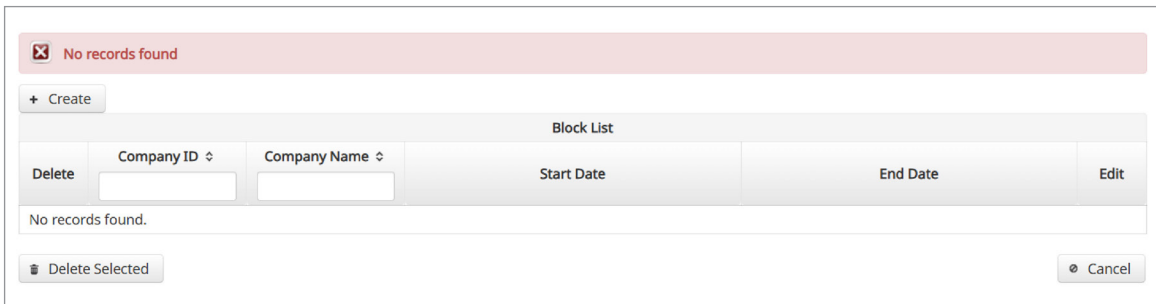 No records found
+ Create
Block List
Delete Company ID Company Name Start Date End Date Edit
No records found.
Delete Selected Cancel